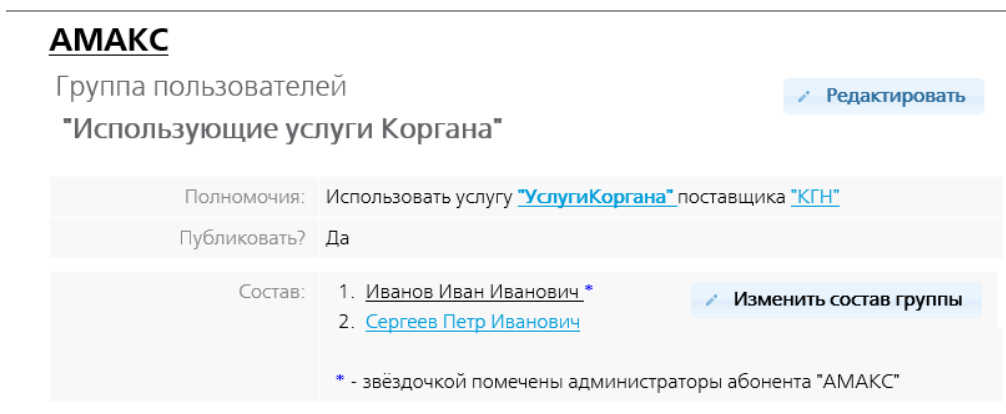 АМАКС
Группа пользователей
Редактировать
"Использующие услуги Коргана"
Полномочия: Использовать услугу "УслугиКоргана" поставщика "КГН"
Публиковать? Да
Состав: 1. Иванов Иван Иванович *
Изменить состав группы
2. Сергеев Петр Иванович
* - звёздочкой помечены администраторы абонента "АМАКС"